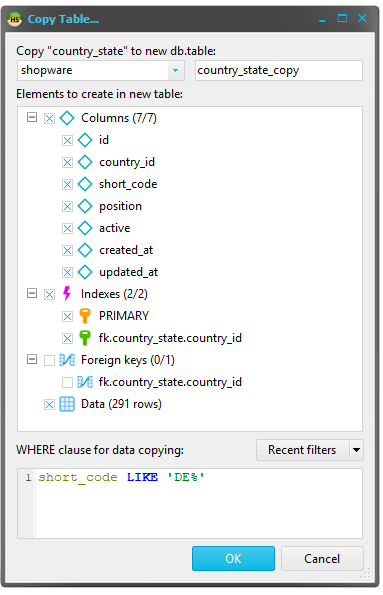 HS Copy Table...
Copy "country_state" to new db.table:
shopware country_state_copy
Elements to create in new table:
Columns (7/7)
id
country_id
short_code
position
active
created_at
updated_at
Indexes (2/2)
PRIMARY
fk.country_state.country_id
Foreign keys (0/1)
fk.country_state.country_id
Data (291 rows)
WHERE clause for data copying: Recent filters
1 short_code LIKE 'DE%'
OK Cancel